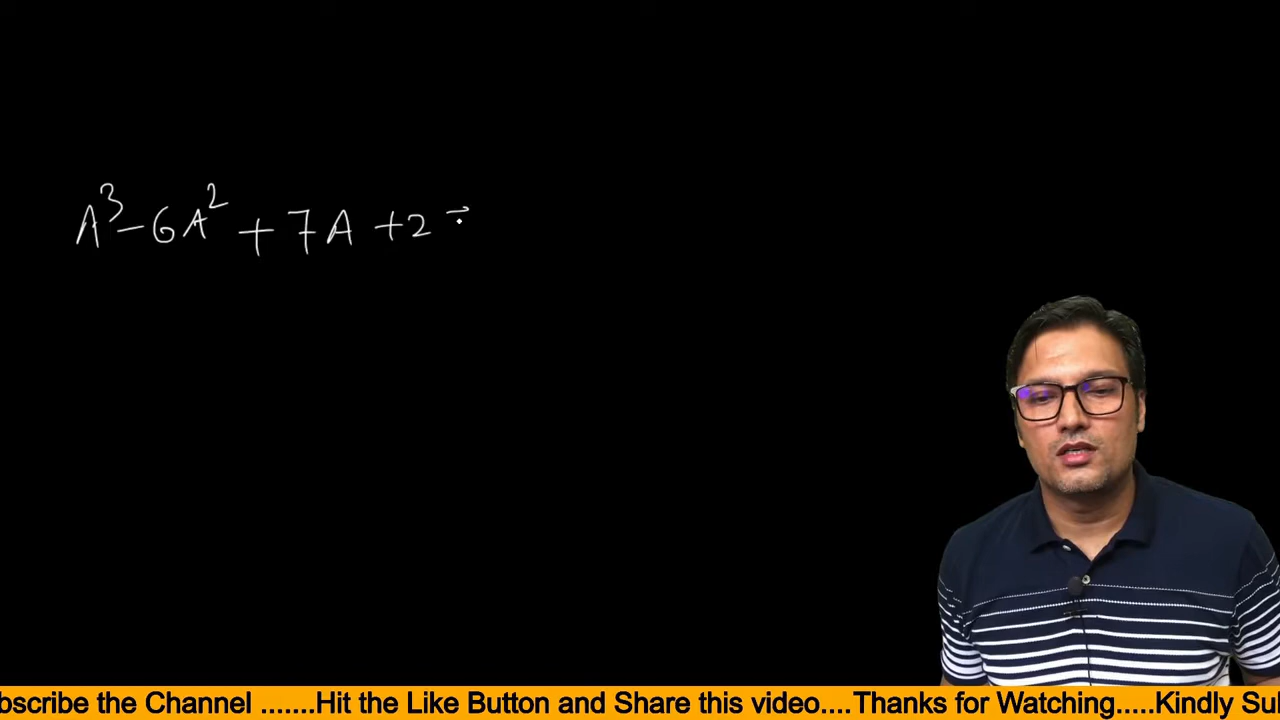 A³ - 6A² + 7A + 2 =
bscribe the Channel .......Hit the Like Button and Share this video....Thanks for Watching.....Kindly Su